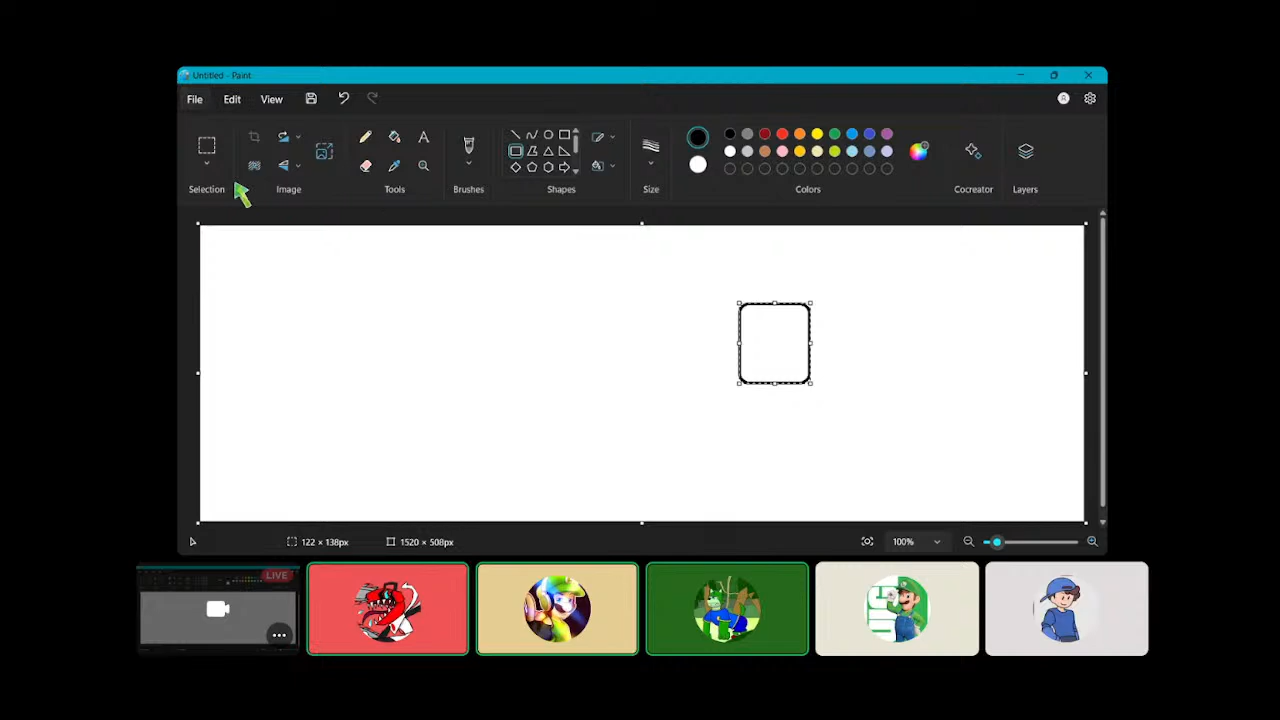 Untitled - Paint
File Edit View
Selection Image Tools Brushes Shapes Size Colors Cocreator Layers
122 × 138px 1520 × 508px 100%
LIVE